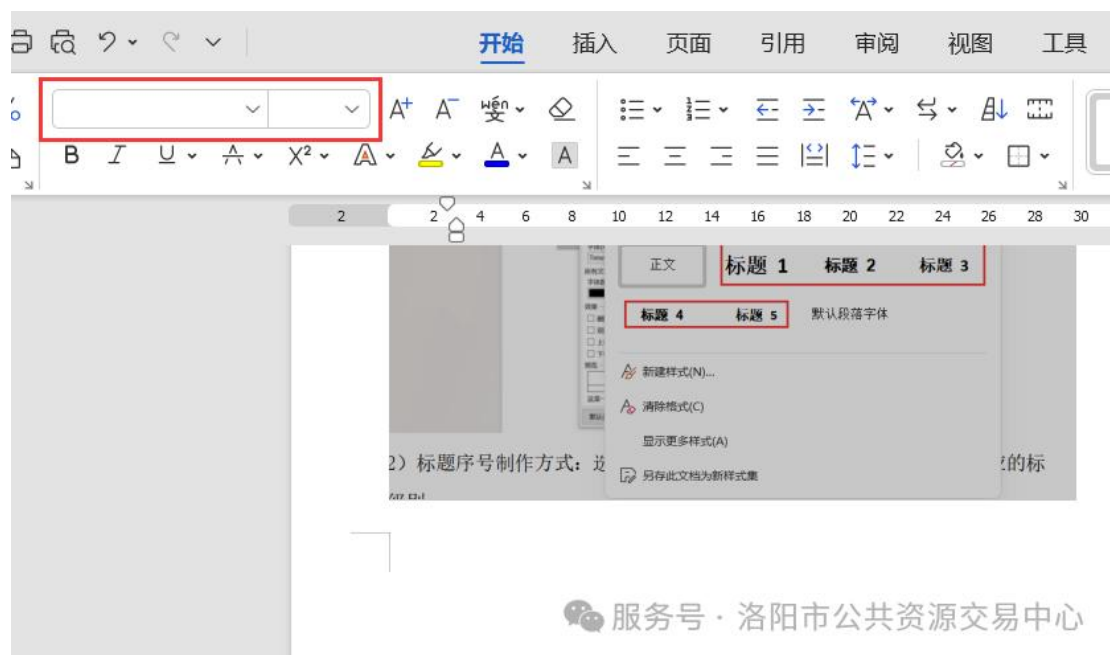 开始 插入 页面 引用 审阅 视图 工具
A+ A- wén 变
B I U A X² A A A
2 2 4 6 8 10 12 14 16 18 20 22 24 26 28 30
正文 标题 1 标题 2 标题 3
标题 4 标题 5 默认段落字体
新建样式(N)...
清除格式(C)
显示更多样式(A)
2）标题序号制作方式：选 的标
另存此文档为新样式集
服务号 · 洛阳市公共资源交易中心